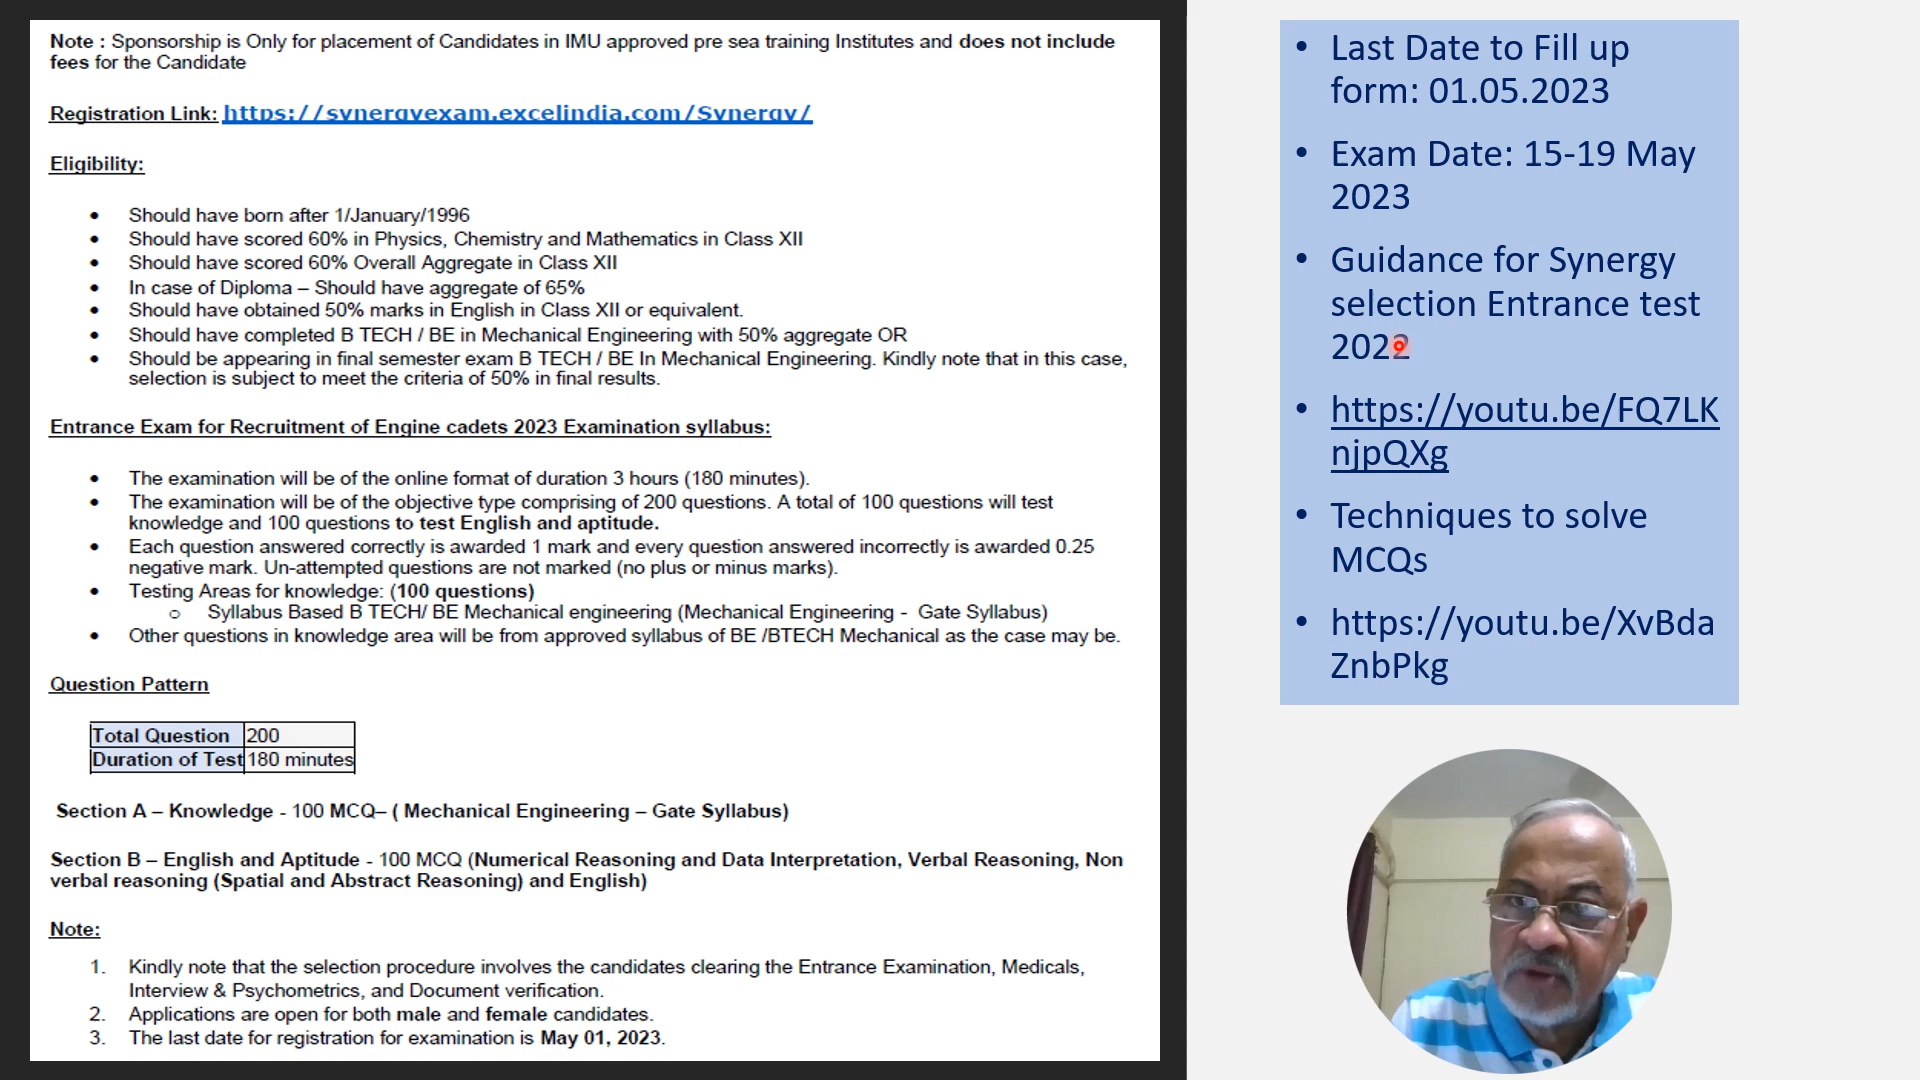 Note : Sponsorship is Only for placement of Candidates in IMU approved pre sea training Institutes and does not include
fees for the Candidate
Registration Link: https://synergyexam.excelindia.com/Synergy/
Eligibility:
• Should have born after 1/January/1996
• Should have scored 60% in Physics, Chemistry and Mathematics in Class XII
• Should have scored 60% Overall Aggregate in Class XII
• In case of Diploma – Should have aggregate of 65%
• Should have obtained 50% marks in English in Class XII or equivalent.
• Should have completed B TECH / BE in Mechanical Engineering with 50% aggregate OR
• Should be appearing in final semester exam B TECH / BE In Mechanical Engineering. Kindly note that in this case,
selection is subject to meet the criteria of 50% in final results.
Entrance Exam for Recruitment of Engine cadets 2023 Examination syllabus:
• The examination will be of the online format of duration 3 hours (180 minutes).
• The examination will be of the objective type comprising of 200 questions. A total of 100 questions will test
knowledge and 100 questions to test English and aptitude.
• Each question answered correctly is awarded 1 mark and every question answered incorrectly is awarded 0.25
negative mark. Un-attempted questions are not marked (no plus or minus marks).
• Testing Areas for knowledge: (100 questions)
o Syllabus Based B TECH/ BE Mechanical engineering (Mechanical Engineering - Gate Syllabus)
• Other questions in knowledge area will be from approved syllabus of BE /BTECH Mechanical as the case may be.
Question Pattern
Total Question 200
Duration of Test 180 minutes
Section A – Knowledge - 100 MCQ– ( Mechanical Engineering – Gate Syllabus)
Section B – English and Aptitude - 100 MCQ (Numerical Reasoning and Data Interpretation, Verbal Reasoning, Non
verbal reasoning (Spatial and Abstract Reasoning) and English)
Note:
1. Kindly note that the selection procedure involves the candidates clearing the Entrance Examination, Medicals,
Interview & Psychometrics, and Document verification.
2. Applications are open for both male and female candidates.
3. The last date for registration for examination is May 01, 2023.
• Last Date to Fill up
form: 01.05.2023
• Exam Date: 15-19 May
2023
• Guidance for Synergy
selection Entrance test
2022
• https://youtu.be/FQ7LK
njpQXg
• Techniques to solve
MCQs
• https://youtu.be/XvBda
ZnbPkg